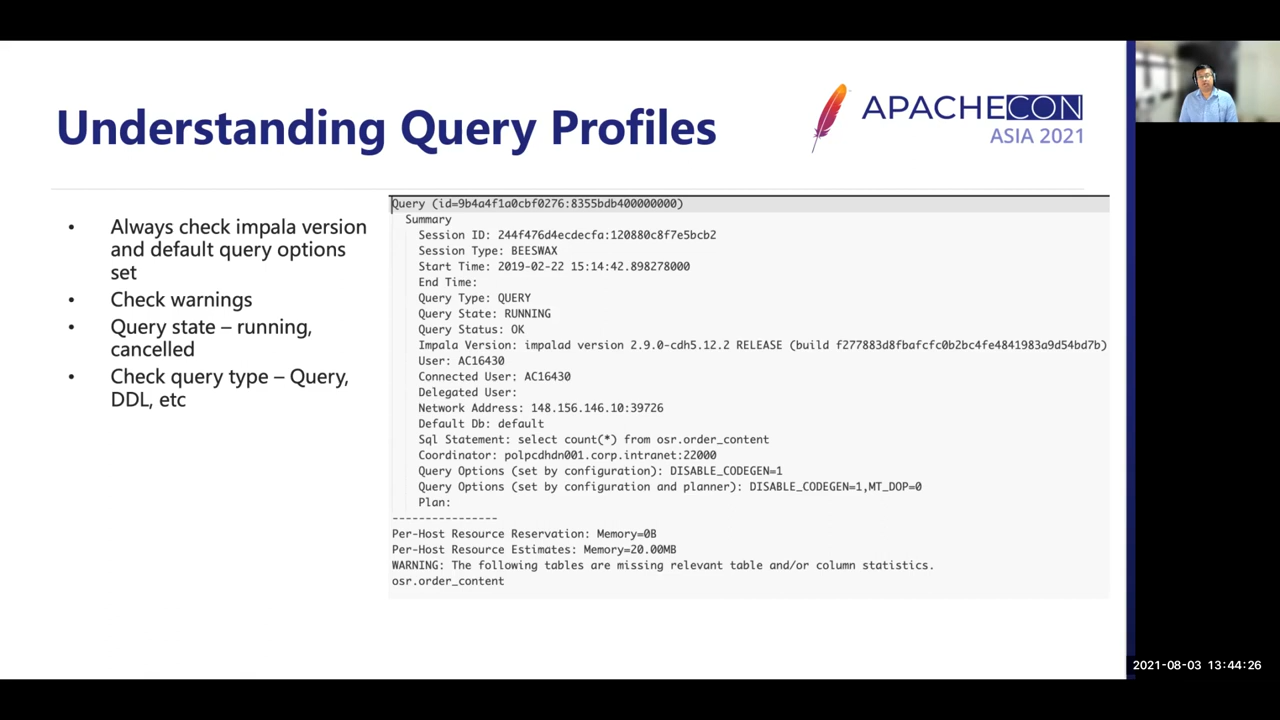 Understanding Query Profiles
APACHECON
ASIA 2021
• Always check impala version
and default query options
set
• Check warnings
• Query state – running,
cancelled
• Check query type – Query,
DDL, etc
Query (id=9b4a4f1a0cbf0276:8355bdb400000000)
Summary
Session ID: 244f476d4ecdecfa:120880c8f7e5bcb2
Session Type: BEESWAX
Start Time: 2019-02-22 15:14:42.898278000
End Time:
Query Type: QUERY
Query State: RUNNING
Query Status: OK
Impala Version: impalad version 2.9.0-cdh5.12.2 RELEASE (build f277883d8fbafcfc0b2bc4fe4841983a9d54bd7b)
User: AC16430
Connected User: AC16430
Delegated User:
Network Address: 148.156.146.10:39726
Default Db: default
Sql Statement: select count(*) from osr.order_content
Coordinator: polpcdhdn001.corp.intranet:22000
Query Options (set by configuration): DISABLE_CODEGEN=1
Query Options (set by configuration and planner): DISABLE_CODEGEN=1,MT_DOP=0
Plan:
----------------
Per-Host Resource Reservation: Memory=0B
Per-Host Resource Estimates: Memory=20.00MB
WARNING: The following tables are missing relevant table and/or column statistics.
osr.order_content
2021-08-03 13:44:26